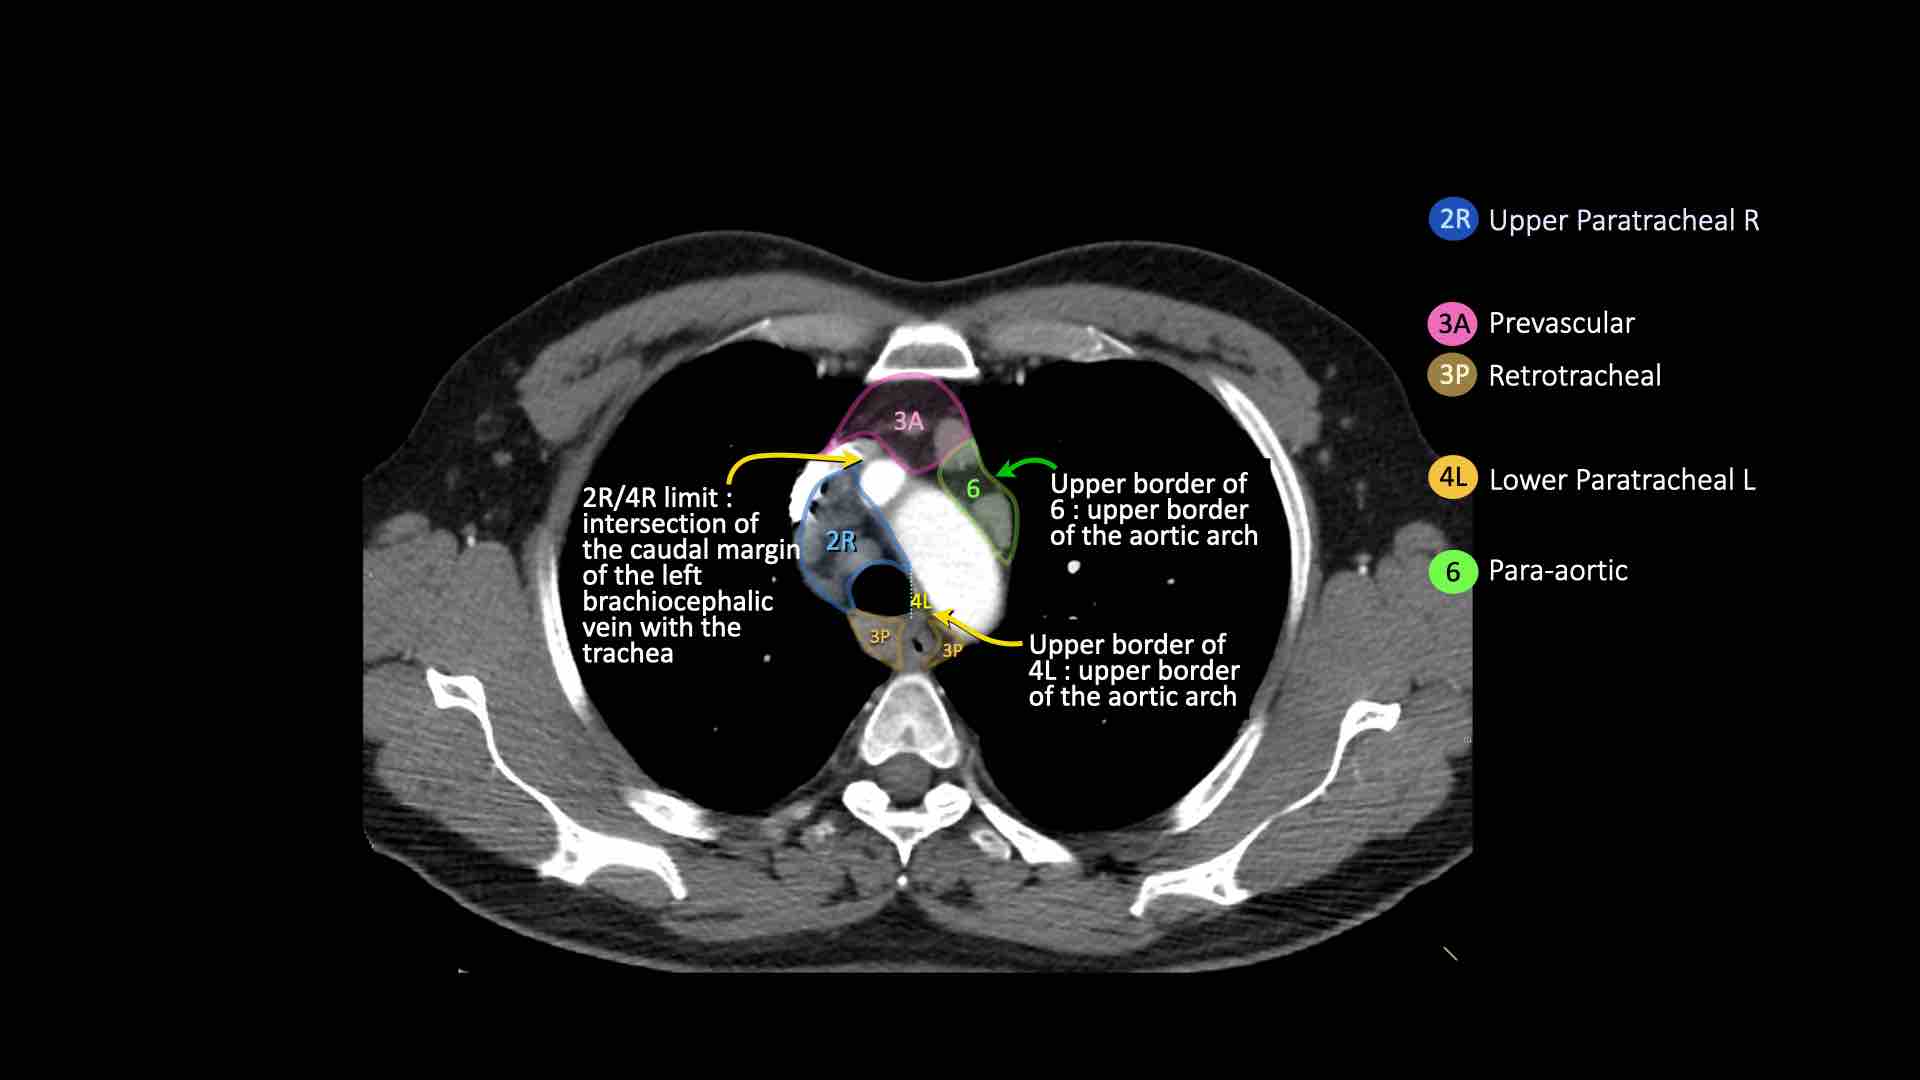 2R Upper Paratracheal R
3A Prevascular
3P Retrotracheal
4L Lower Paratracheal L
6 Para-aortic
3A
6
2R
4L
3P
3P
2R/4R limit :
intersection of
the caudal margin
of the left
brachiocephalic
vein with the
trachea
Upper border of
6 : upper border
of the aortic arch
Upper border of
4L : upper border
of the aortic arch